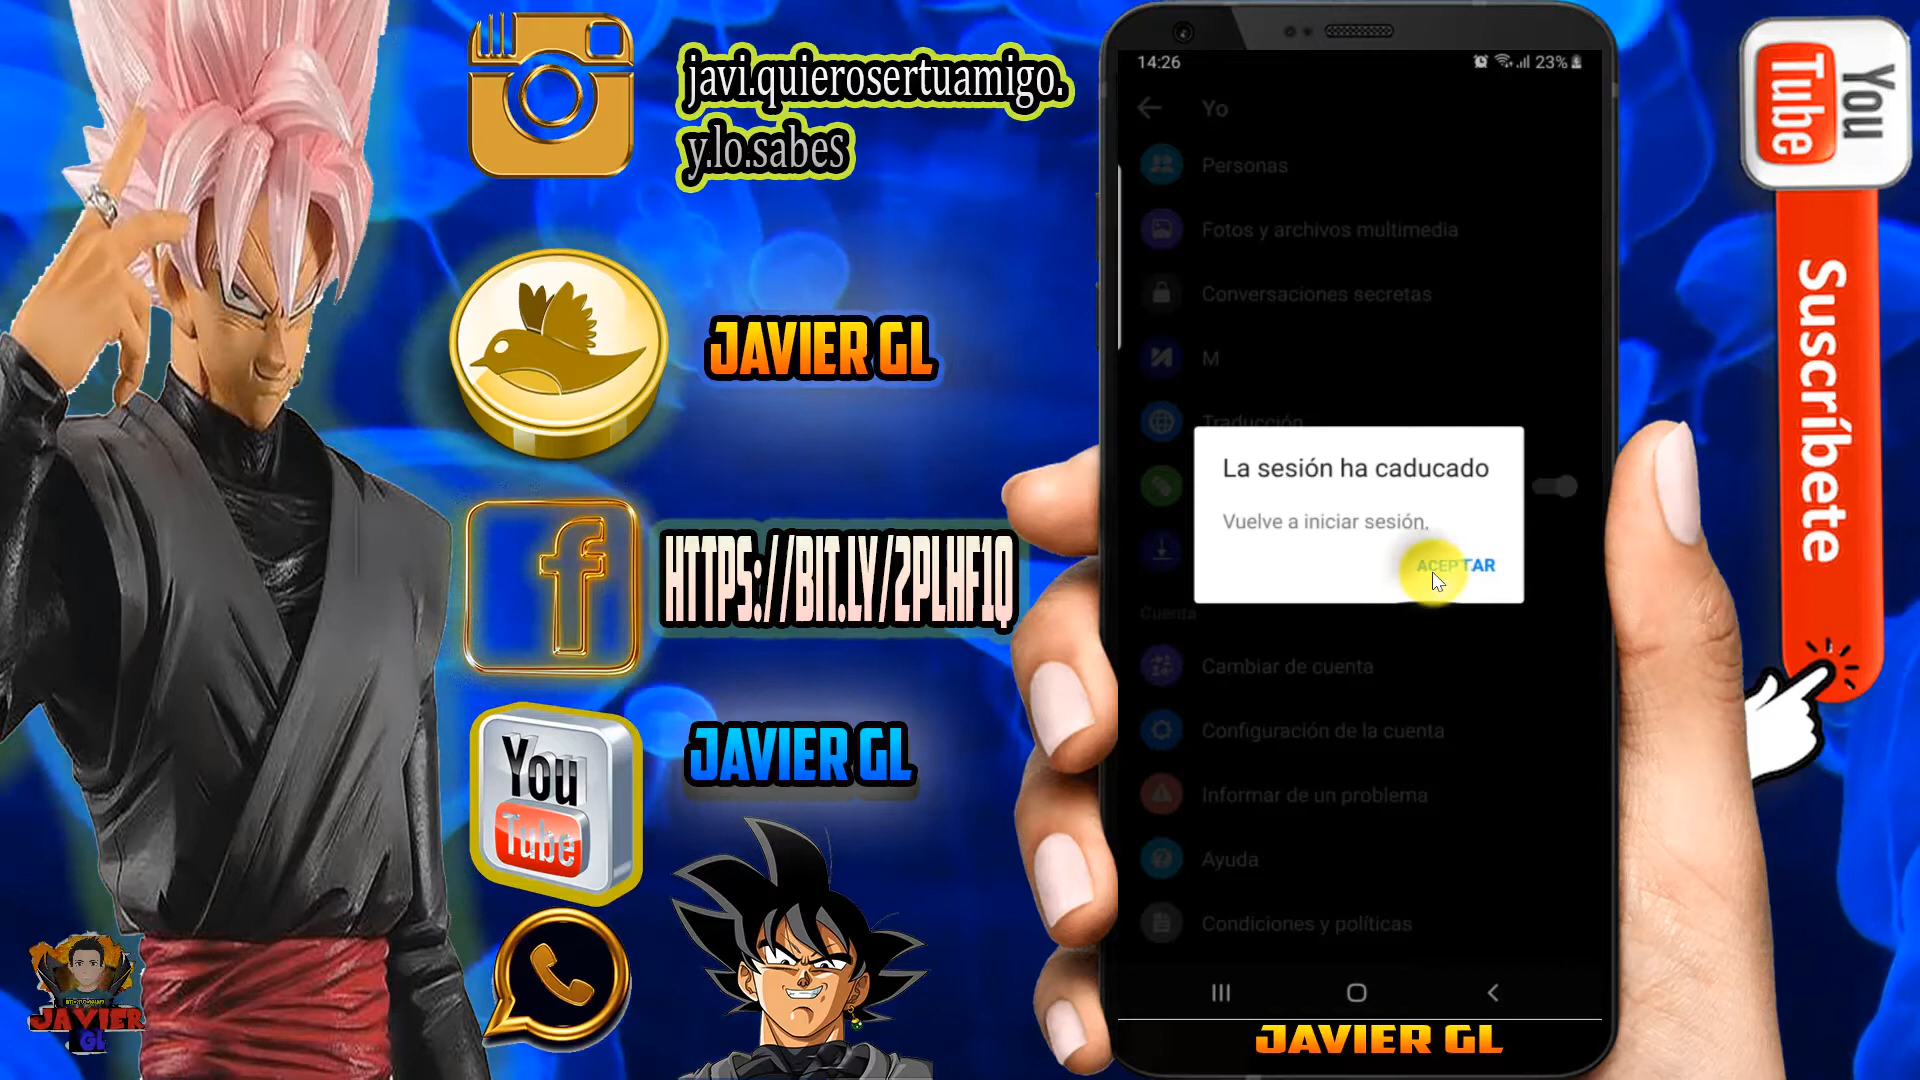 javi.quierosertuamigo.
y.lo.sabes
JAVIER GL
HTTPS://BIT.LY/2PLHF1Q
You
Tube
JAVIER GL
JAVIER
GL
14:26
23%
Yo
Personas
Fotos y archivos multimedia
Conversaciones secretas
M
Traducción
La sesión ha caducado
Vuelve a iniciar sesión.
ACEPTAR
Cuenta
Cambiar de cuenta
Configuración de la cuenta
Informar de un problema
Ayuda
Condiciones y políticas
JAVIER GL
You
Tube
Suscríbete